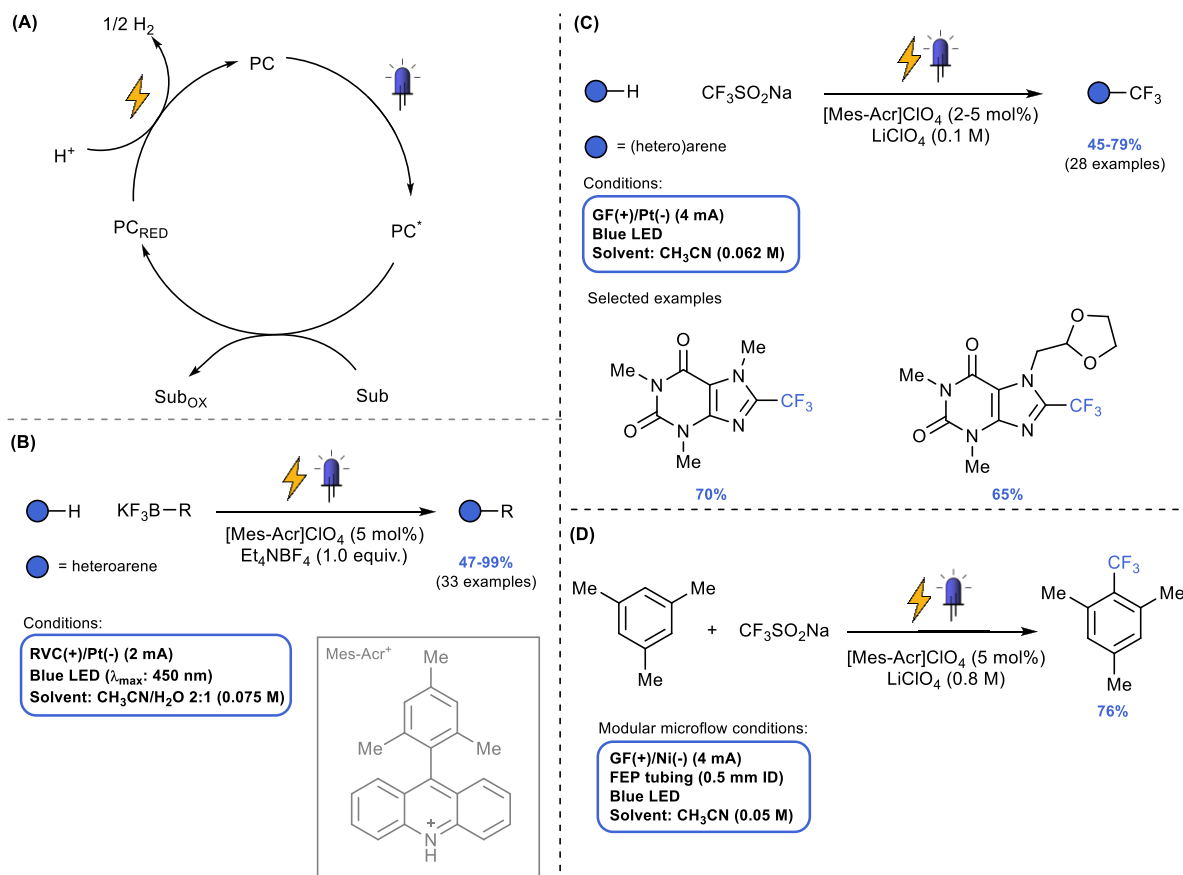 (A)
1/2 H2
PC
H+
PCRED
PC*
SubOX
Sub
(B)
H
KF3B–R
[Mes-Acr]ClO4 (5 mol%)
Et4NBF4 (1.0 equiv.)
R
= heteroarene
47-99%
(33 examples)
Conditions:
RVC(+)/Pt(-) (2 mA)
Blue LED (λmax: 450 nm)
Solvent: CH3CN/H2O 2:1 (0.075 M)
Mes-Acr+
Me
Me
Me
+
N
H
(C)
H
CF3SO2Na
[Mes-Acr]ClO4 (2-5 mol%)
LiClO4 (0.1 M)
CF3
= (hetero)arene
45-79%
(28 examples)
Conditions:
GF(+)/Pt(-) (4 mA)
Blue LED
Solvent: CH3CN (0.062 M)
Selected examples
O
Me
Me
N
N
CF3
O
N
N
Me
70%
O
O
O
Me
N
N
CF3
O
N
N
Me
65%
(D)
Me
Me
Me
+
CF3SO2Na
[Mes-Acr]ClO4 (5 mol%)
LiClO4 (0.8 M)
CF3
Me
Me
Me
76%
Modular microflow conditions:
GF(+)/Ni(-) (4 mA)
FEP tubing (0.5 mm ID)
Blue LED
Solvent: CH3CN (0.05 M)